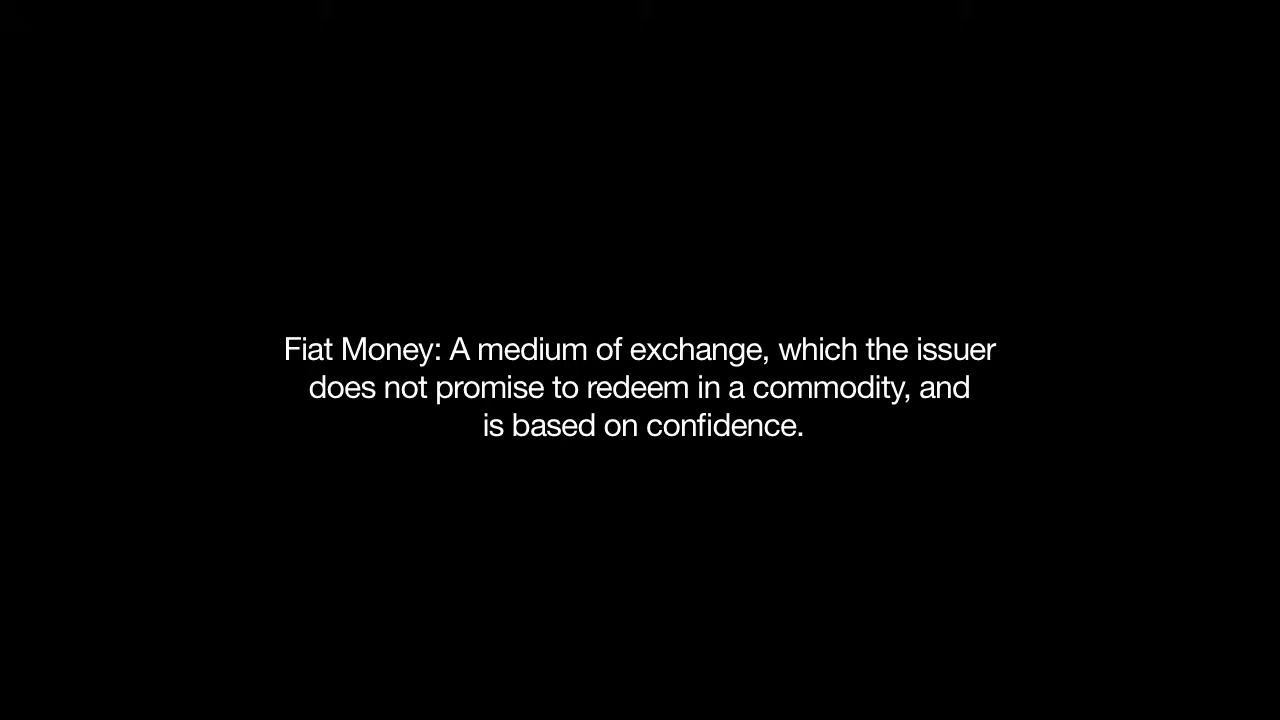 Fiat Money: A medium of exchange, which the issuer
does not promise to redeem in a commodity, and
is based on confidence.